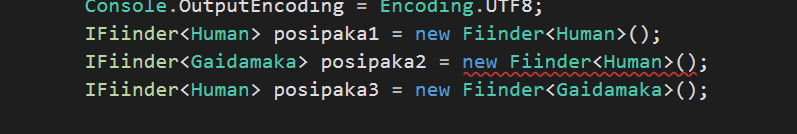 Console.OutputEncoding = Encoding.UTF8;
IFiinder<Human> posipaka1 = new Fiinder<Human>();
IFiinder<Gaidamaka> posipaka2 = new Fiinder<Human>();
IFiinder<Human> posipaka3 = new Fiinder<Gaidamaka>();